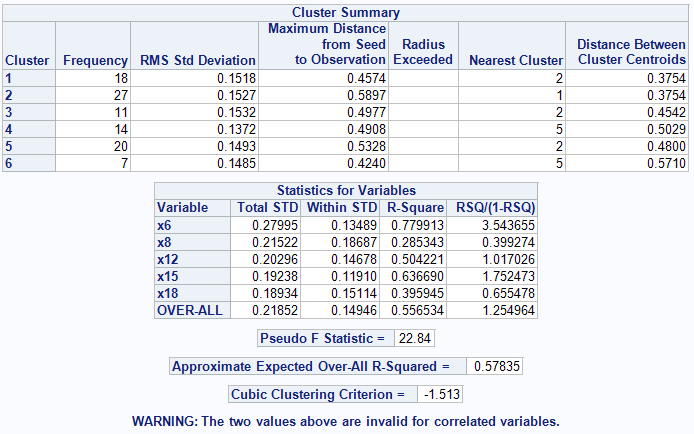 Cluster Summary
Cluster Frequency RMS Std Deviation Maximum Distance from Seed to Observation Radius Exceeded Nearest Cluster Distance Between Cluster Centroids
1 18 0.1518 0.4574 2 0.3754
2 27 0.1527 0.5897 1 0.3754
3 11 0.1532 0.4977 2 0.4542
4 14 0.1372 0.4908 5 0.5029
5 20 0.1493 0.5328 2 0.4800
6 7 0.1485 0.4240 5 0.5710
Statistics for Variables
Variable Total STD Within STD R-Square RSQ/(1-RSQ)
x6 0.27995 0.13489 0.779913 3.543655
x8 0.21522 0.18687 0.285343 0.399274
x12 0.20296 0.14678 0.504221 1.017026
x15 0.19238 0.11910 0.636690 1.752473
x18 0.18934 0.15114 0.395945 0.655478
OVER-ALL 0.21852 0.14946 0.556534 1.254964
Pseudo F Statistic = 22.84
Approximate Expected Over-All R-Squared = 0.57835
Cubic Clustering Criterion = -1.513
WARNING: The two values above are invalid for correlated variables.